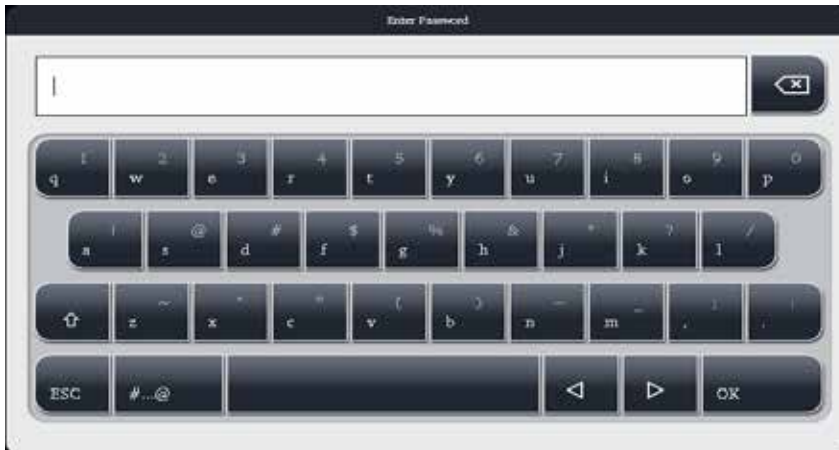 Enter Password
1 2 3 4 5 6 7 8 9 0
q w e r t y u i o p
! @ # $ % & * ? /
a s d f g h j k l
~ ( ) _
z x c v b n m , .
ESC #...@ OK